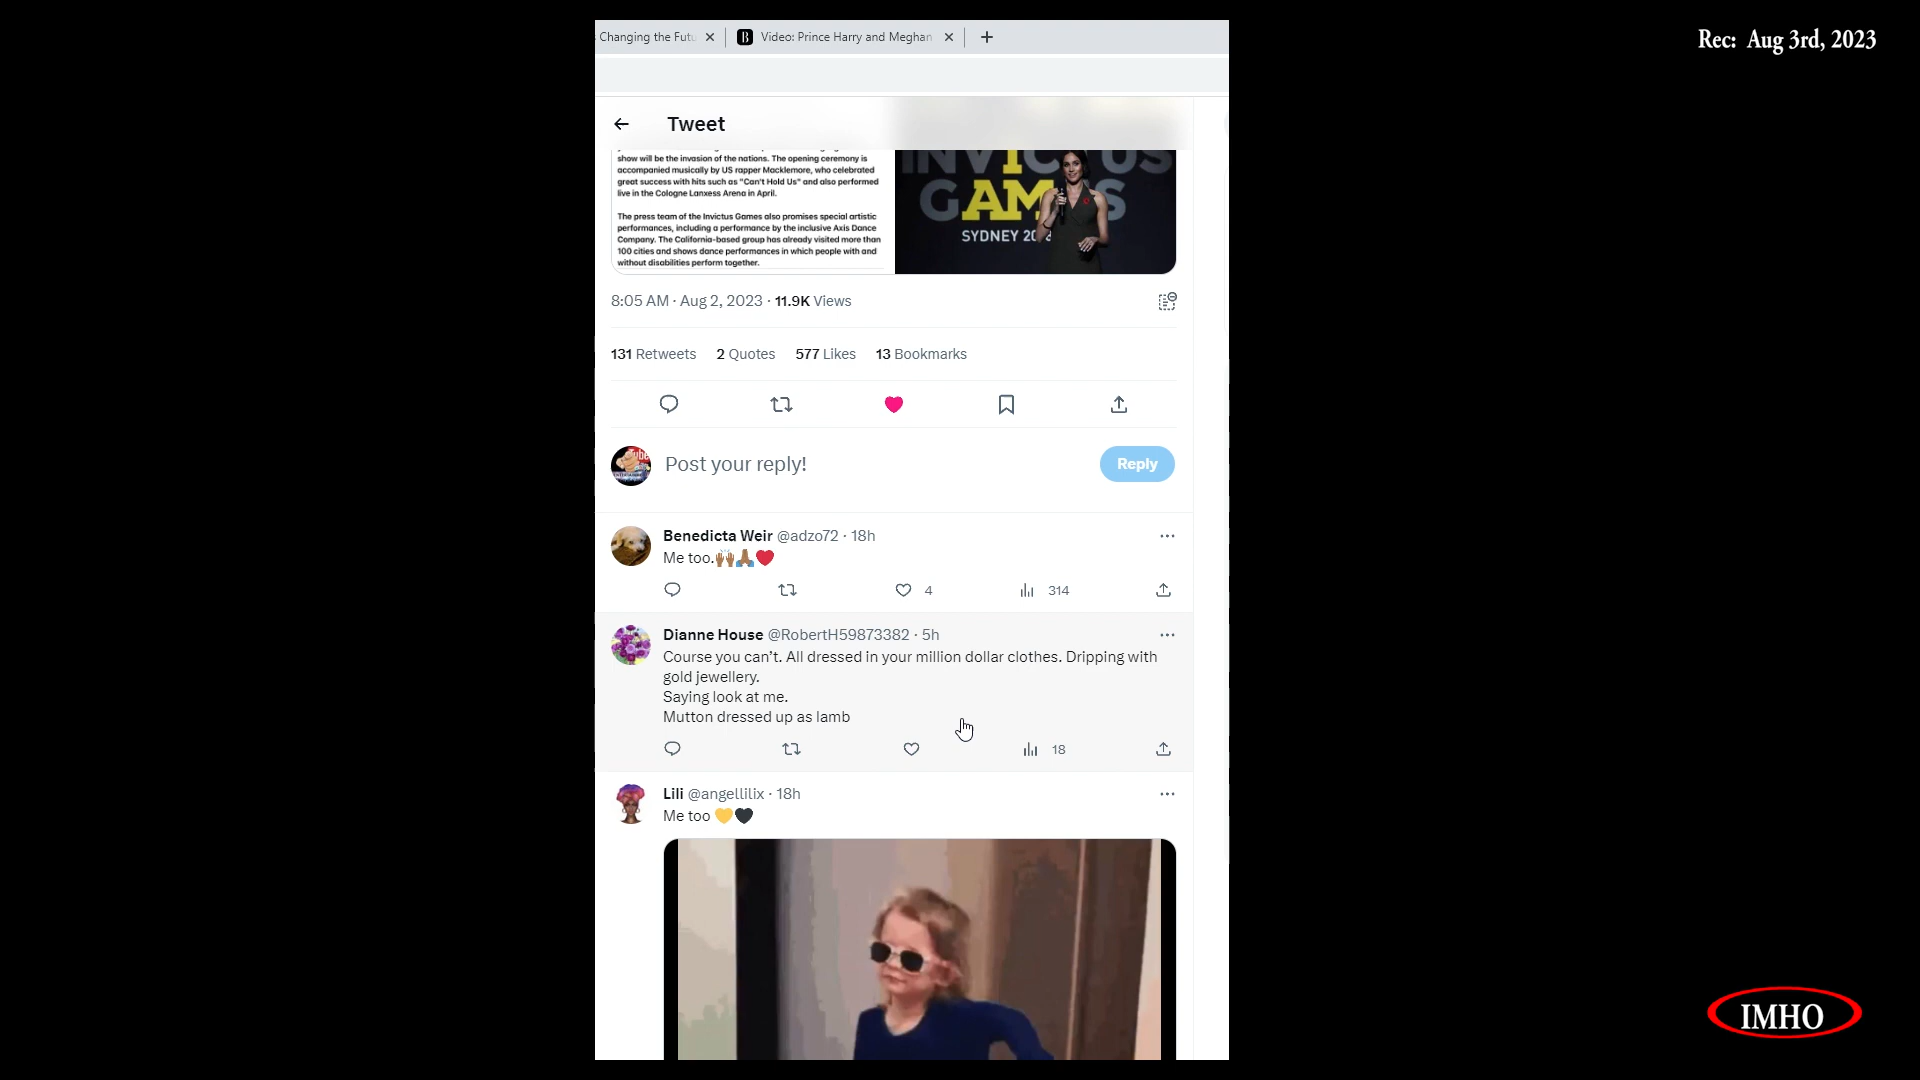 Rec: Aug 3rd, 2023
Changing the Futu
Video: Prince Harry and Meghan
Tweet
show will be the invasion of the nations. The opening ceremony is
accompanied musically by US rapper Macklemore, who celebrated
great success with hits such as "Can't Hold Us" and also performed
live in the Cologne Lanxess Arena in April.
The press team of the Invictus Games also promises special artistic
performances, including a performance by the inclusive Axis Dance
Company. The California-based group has already visited more than
100 cities and shows dance performances in which people with and
without disabilities perform together.
INVICTUS
GAMES
SYDNEY 2018
8:05 AM · Aug 2, 2023 · 11.9K Views
131 Retweets 2 Quotes 577 Likes 13 Bookmarks
Post your reply!
Reply
Benedicta Weir @adzo72 · 18h
Me too.🙌🏾🙏🏾❤️
4 314
Dianne House @RobertH59873382 · 5h
Course you can't. All dressed in your million dollar clothes. Dripping with
gold jewellery.
Saying look at me.
Mutton dressed up as lamb
18
Lili @angellilix · 18h
Me too 💛🖤
IMHO